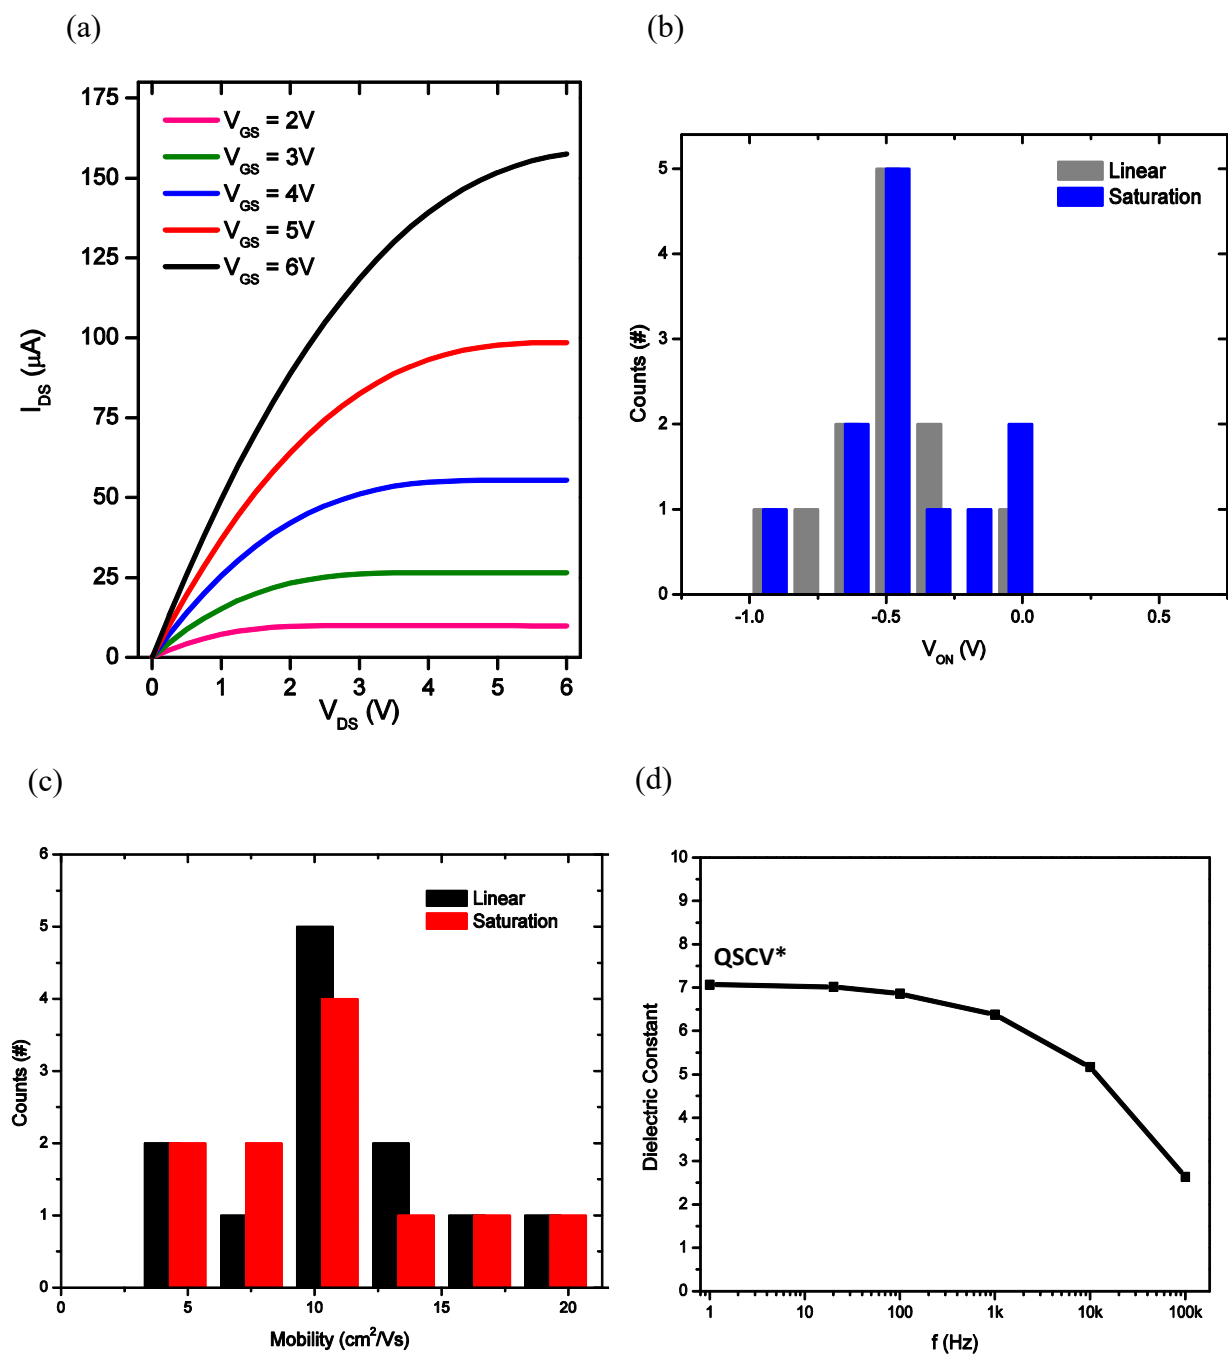 (a)
175
150
125
100
75
50
25
0
I_DS (µA)
V_GS = 2V
V_GS = 3V
V_GS = 4V
V_GS = 5V
V_GS = 6V
0 1 2 3 4 5 6
V_DS (V)
(b)
5
4
3
2
1
0
Counts (#)
Linear
Saturation
-1.0 -0.5 0.0 0.5
V_ON (V)
(c)
6
5
4
3
2
1
0
Counts (#)
Linear
Saturation
0 5 10 15 20
Mobility (cm²/Vs)
(d)
10
9
8
7
6
5
4
3
2
1
0
Dielectric Constant
QSCV*
1 10 100 1k 10k 100k
f (Hz)